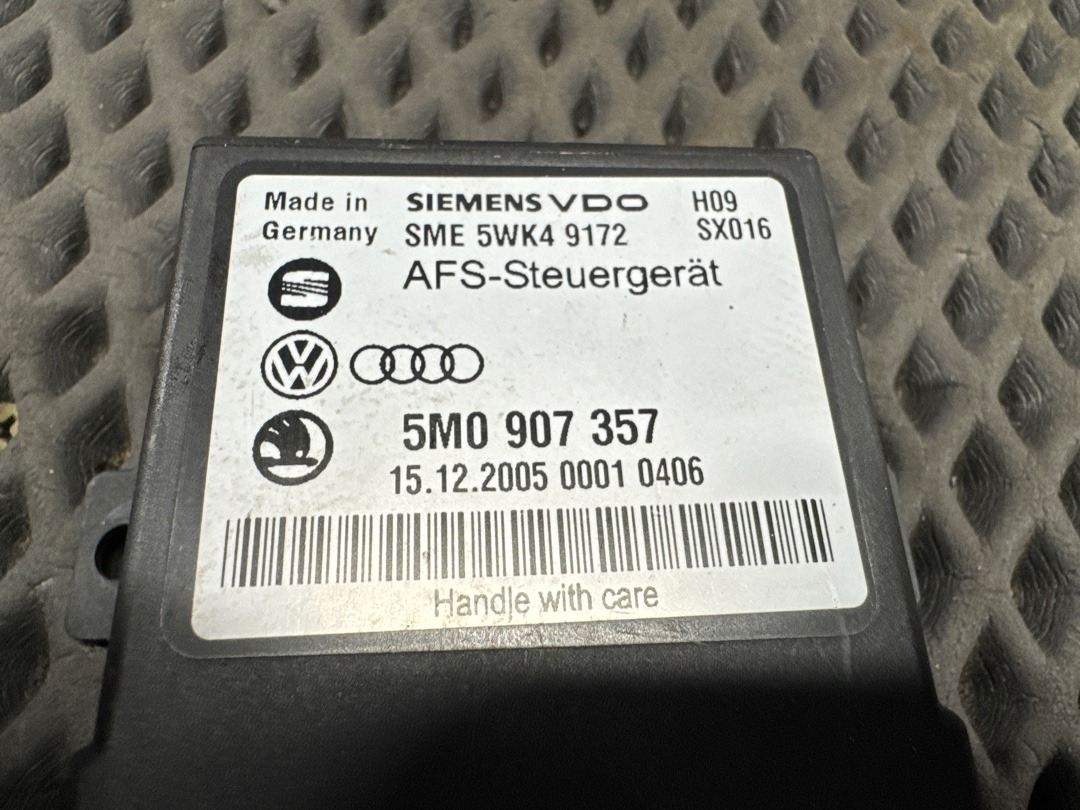 Made in SIEMENS VDO H09
Germany SME 5WK4 9172 SX016
AFS-Steuergerät
5M0 907 357
15.12.2005 0001 0406
Handle with care